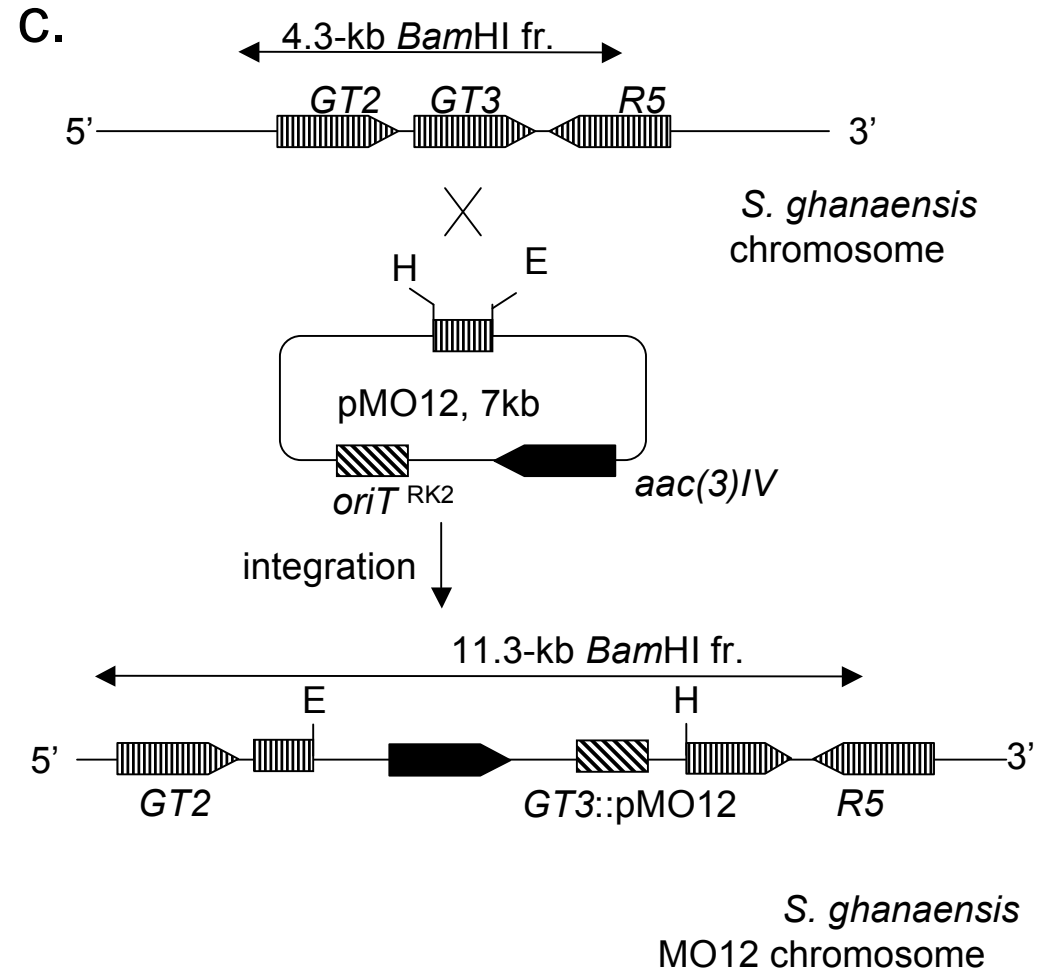 c.
4.3-kb BamHI fr.
GT2 GT3 R5
5’ 3’
S. ghanaensis
chromosome
H E
pMO12, 7kb
oriT RK2 aac(3)IV
integration
11.3-kb BamHI fr.
E H
5’ 3’
GT2 GT3::pMO12 R5
S. ghanaensis
MO12 chromosome